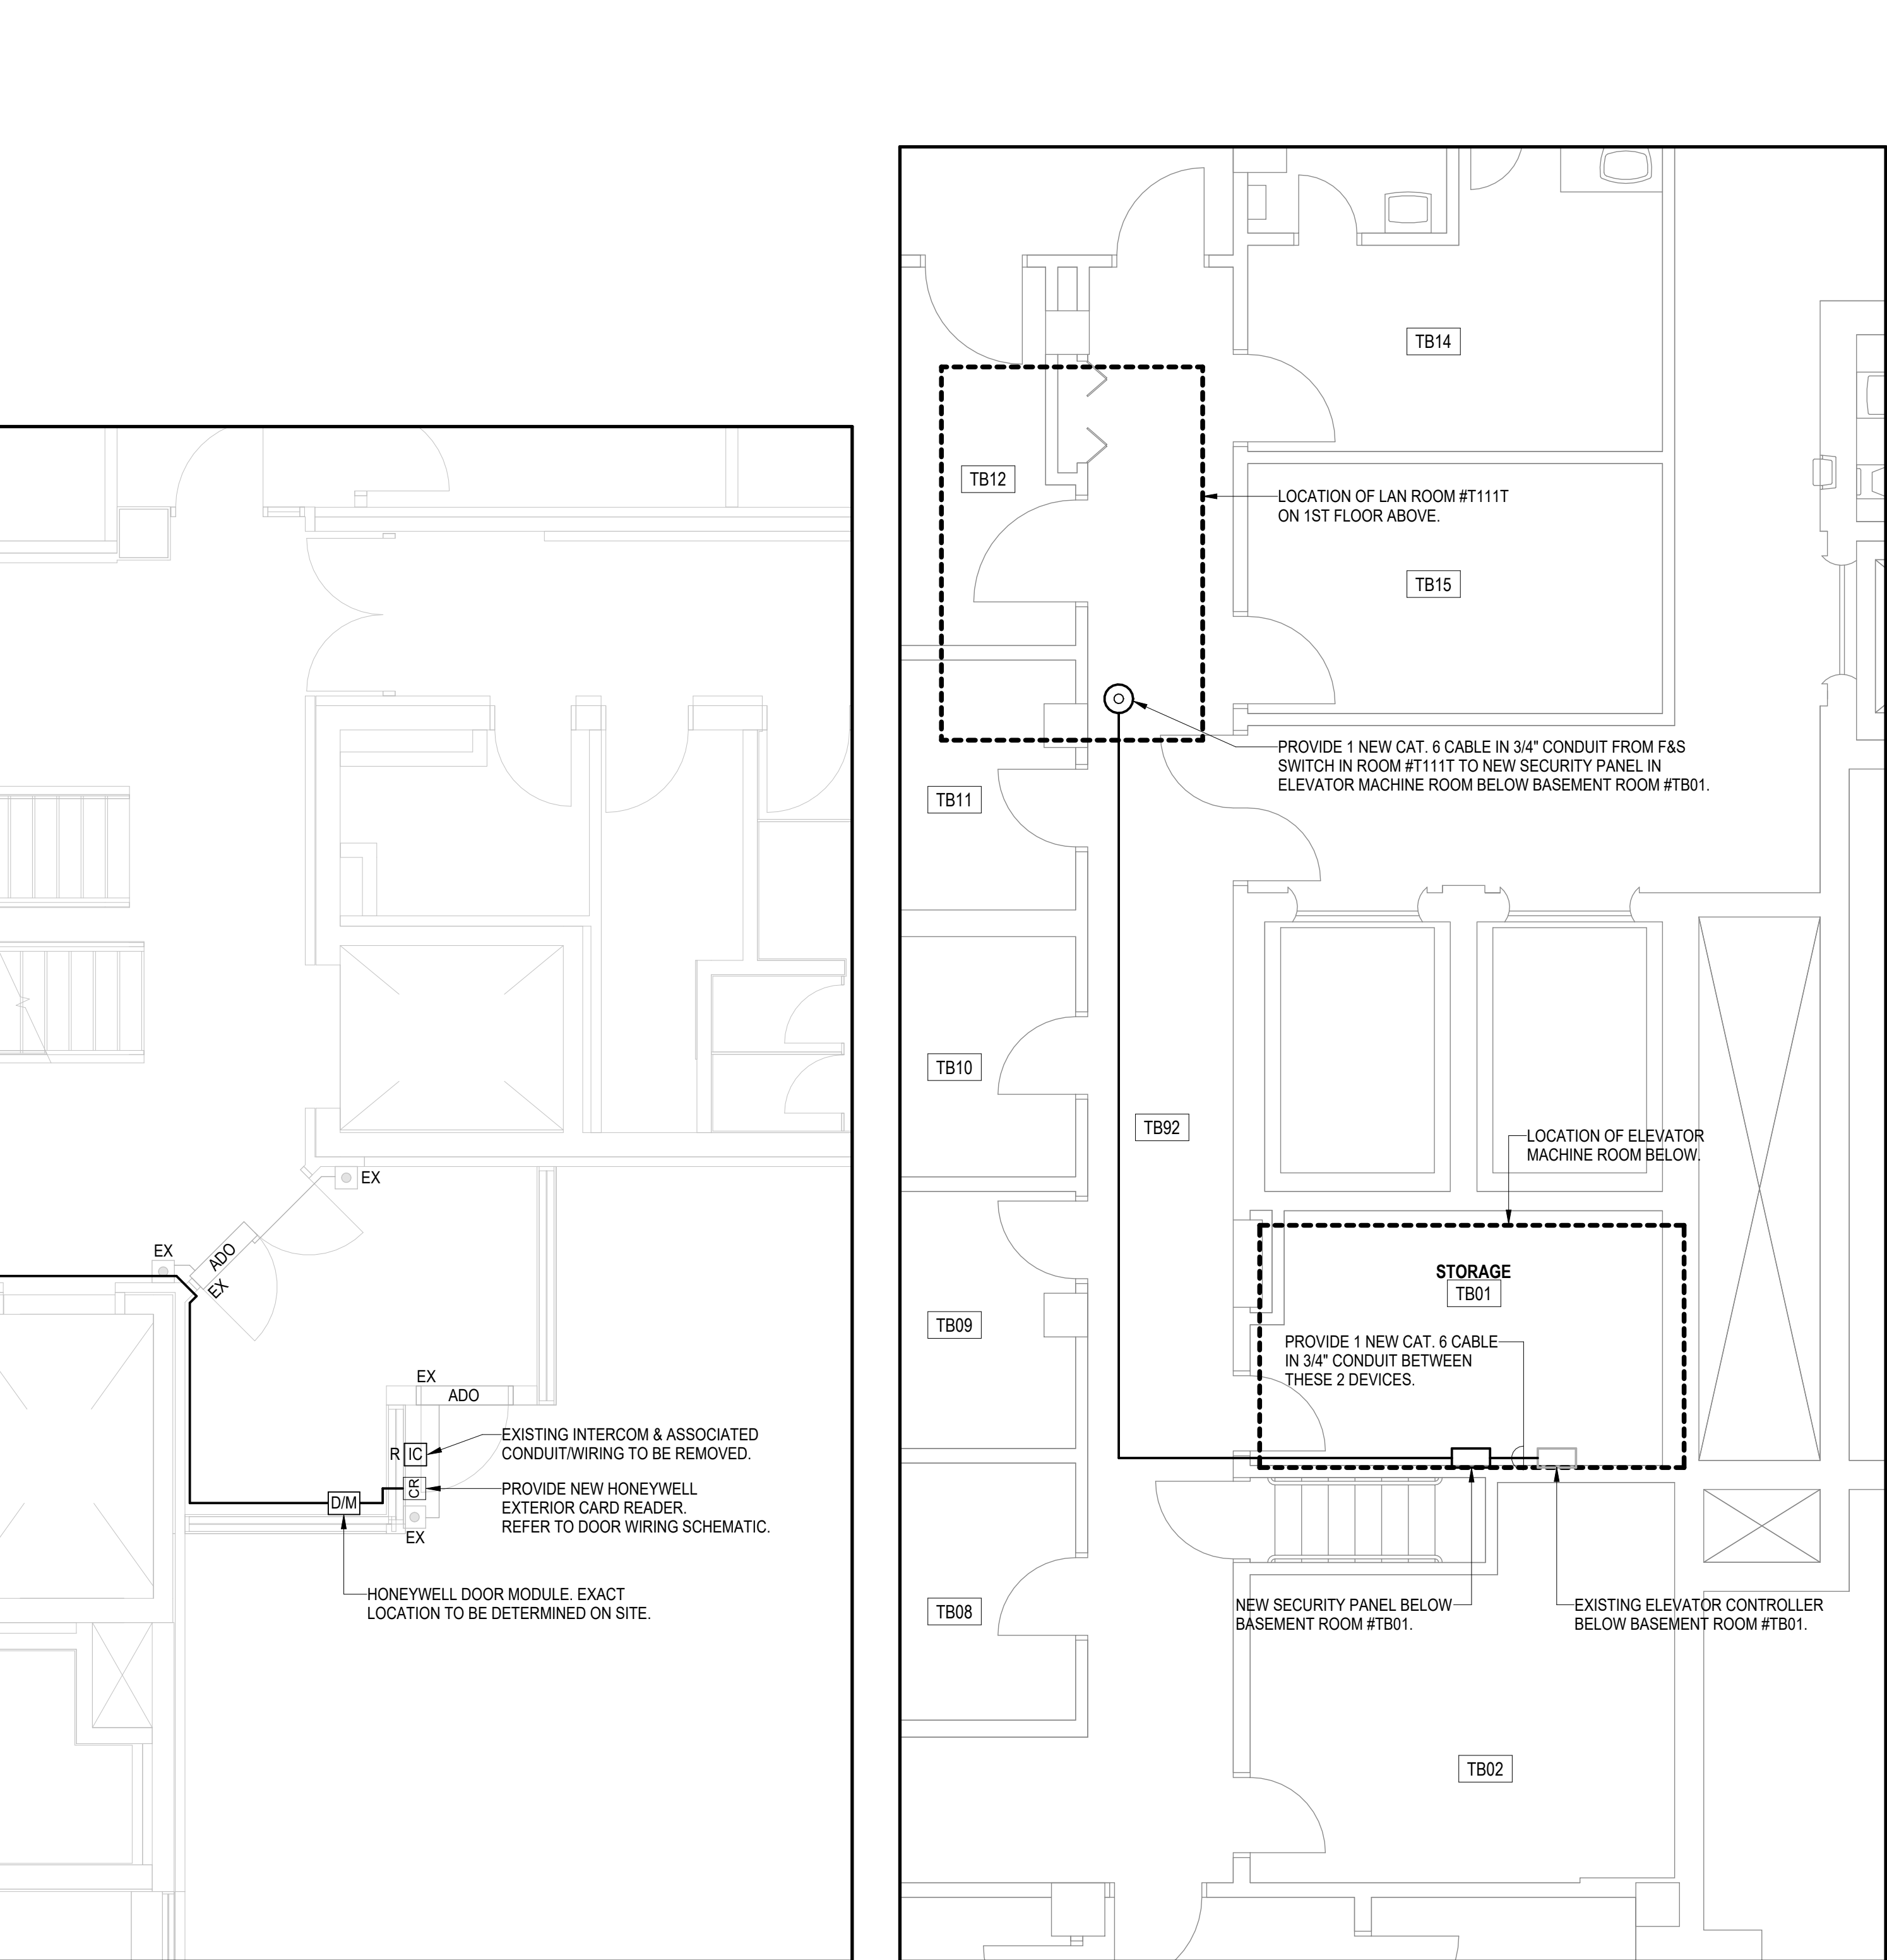 EX
EX
ADO
EX
EX
ADO
R
IC
EXISTING INTERCOM & ASSOCIATED
CONDUIT/WIRING TO BE REMOVED.
CR
PROVIDE NEW HONEYWELL
EXTERIOR CARD READER.
REFER TO DOOR WIRING SCHEMATIC.
D/M
EX
HONEYWELL DOOR MODULE. EXACT
LOCATION TO BE DETERMINED ON SITE.
TB14
TB12
LOCATION OF LAN ROOM #T111T
ON 1ST FLOOR ABOVE.
TB15
PROVIDE 1 NEW CAT. 6 CABLE IN 3/4" CONDUIT FROM F&S
SWITCH IN ROOM #T111T TO NEW SECURITY PANEL IN
ELEVATOR MACHINE ROOM BELOW BASEMENT ROOM #TB01.
TB11
TB10
TB92
LOCATION OF ELEVATOR
MACHINE ROOM BELOW.
STORAGE
TB01
TB09
PROVIDE 1 NEW CAT. 6 CABLE
IN 3/4" CONDUIT BETWEEN
THESE 2 DEVICES.
TB08
NEW SECURITY PANEL BELOW
BASEMENT ROOM #TB01.
EXISTING ELEVATOR CONTROLLER
BELOW BASEMENT ROOM #TB01.
TB02